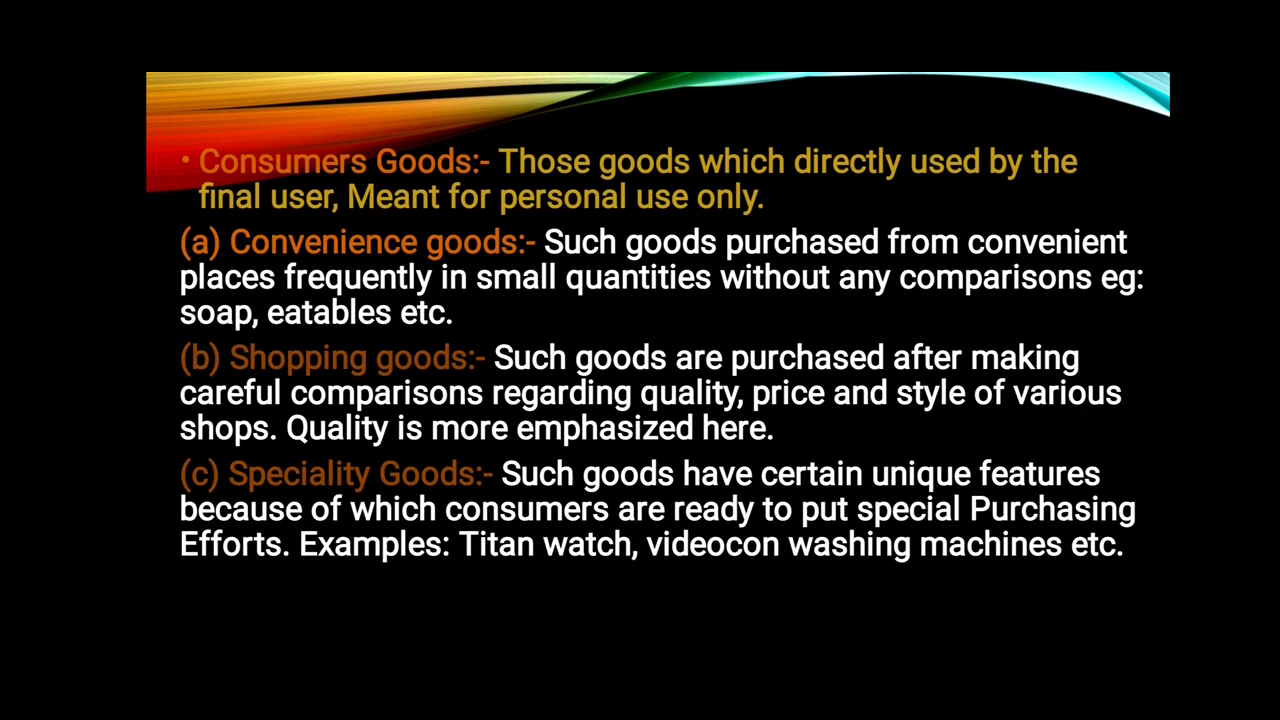 • Consumers Goods:- Those goods which directly used by the
final user, Meant for personal use only.
(a) Convenience goods:- Such goods purchased from convenient
places frequently in small quantities without any comparisons eg:
soap, eatables etc.
(b) Shopping goods:- Such goods are purchased after making
careful comparisons regarding quality, price and style of various
shops. Quality is more emphasized here.
(c) Speciality Goods:- Such goods have certain unique features
because of which consumers are ready to put special Purchasing
Efforts. Examples: Titan watch, videocon washing machines etc.